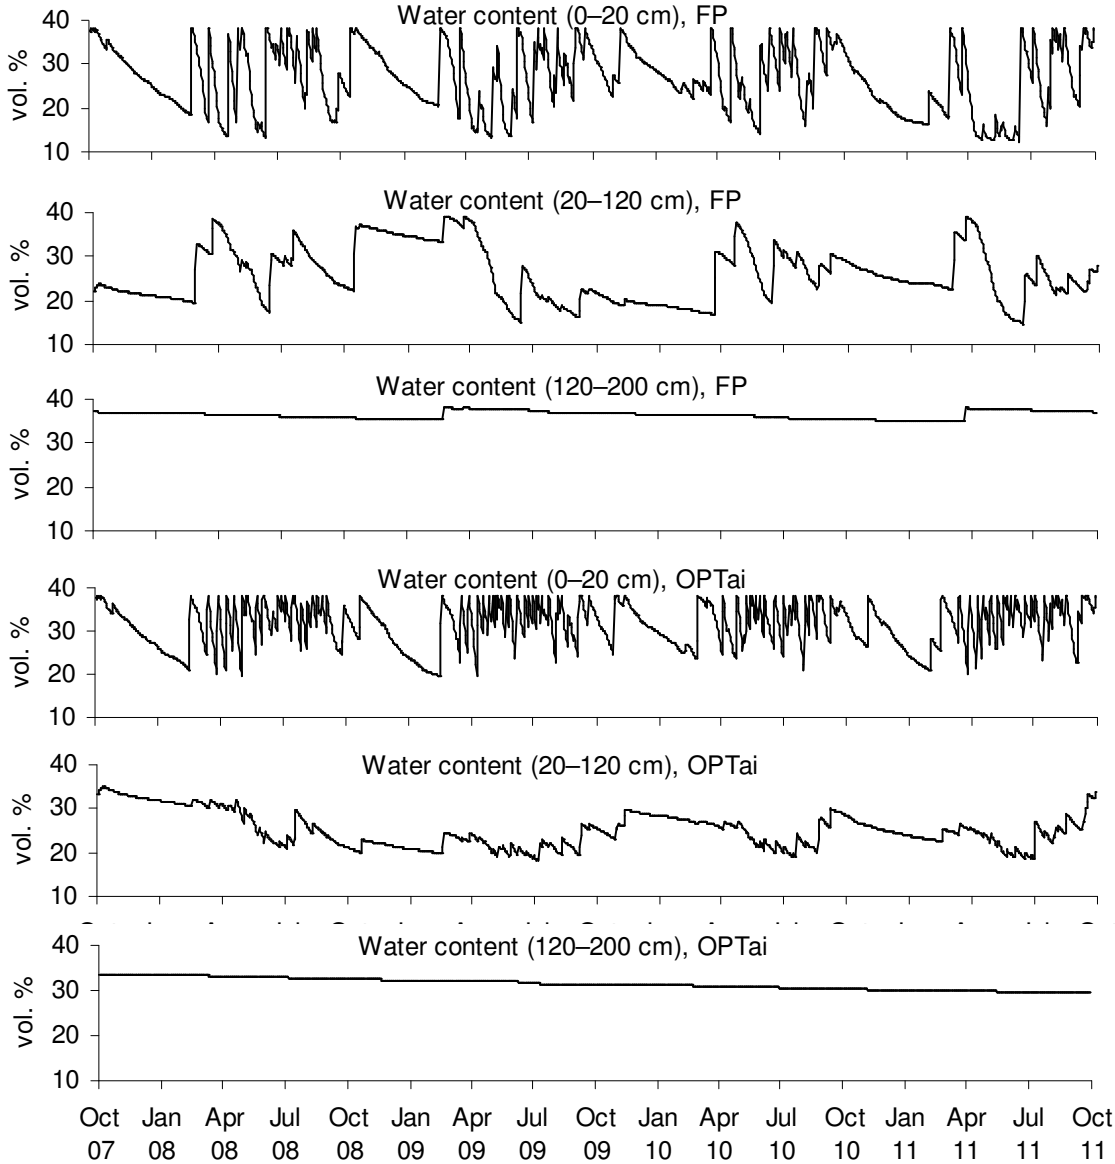 Water content (0–20 cm), FP
vol. %
40
30
20
10
Water content (20–120 cm), FP
vol. %
40
30
20
10
Water content (120–200 cm), FP
vol. %
40
30
20
10
Water content (0–20 cm), OPTai
vol. %
40
30
20
10
Water content (20–120 cm), OPTai
vol. %
40
30
20
10
Water content (120–200 cm), OPTai
vol. %
40
30
20
10
Oct Jan Apr Jul Oct Jan Apr Jul Oct Jan Apr Jul Oct Jan Apr Jul Oct
07 08 08 08 08 09 09 09 09 10 10 10 10 11 11 11 11